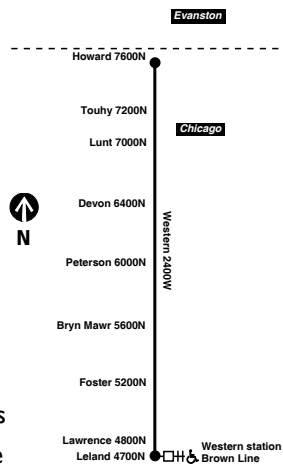 Evanston
Howard 7600N
Touhy 7200N
Chicago
Lunt 7000N
Devon 6400N
N
Western 2400W
Peterson 6000N
Bryn Mawr 5600N
Foster 5200N
s
Lawrence 4800N
Western station
Leland 4700N
Brown Line
e